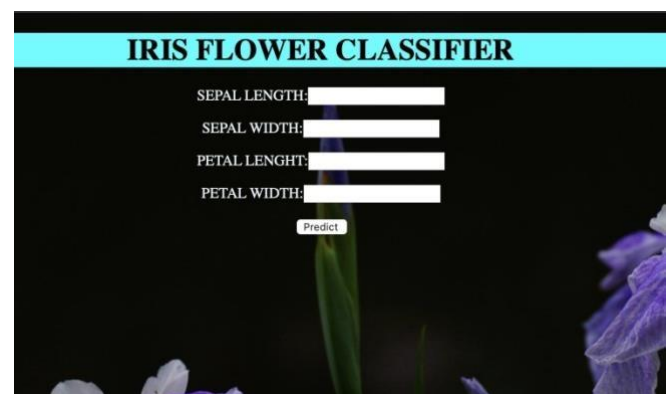 IRIS FLOWER CLASSIFIER
SEPAL LENGTH:
SEPAL WIDTH:
PETAL LENGHT:
PETAL WIDTH:
Predict